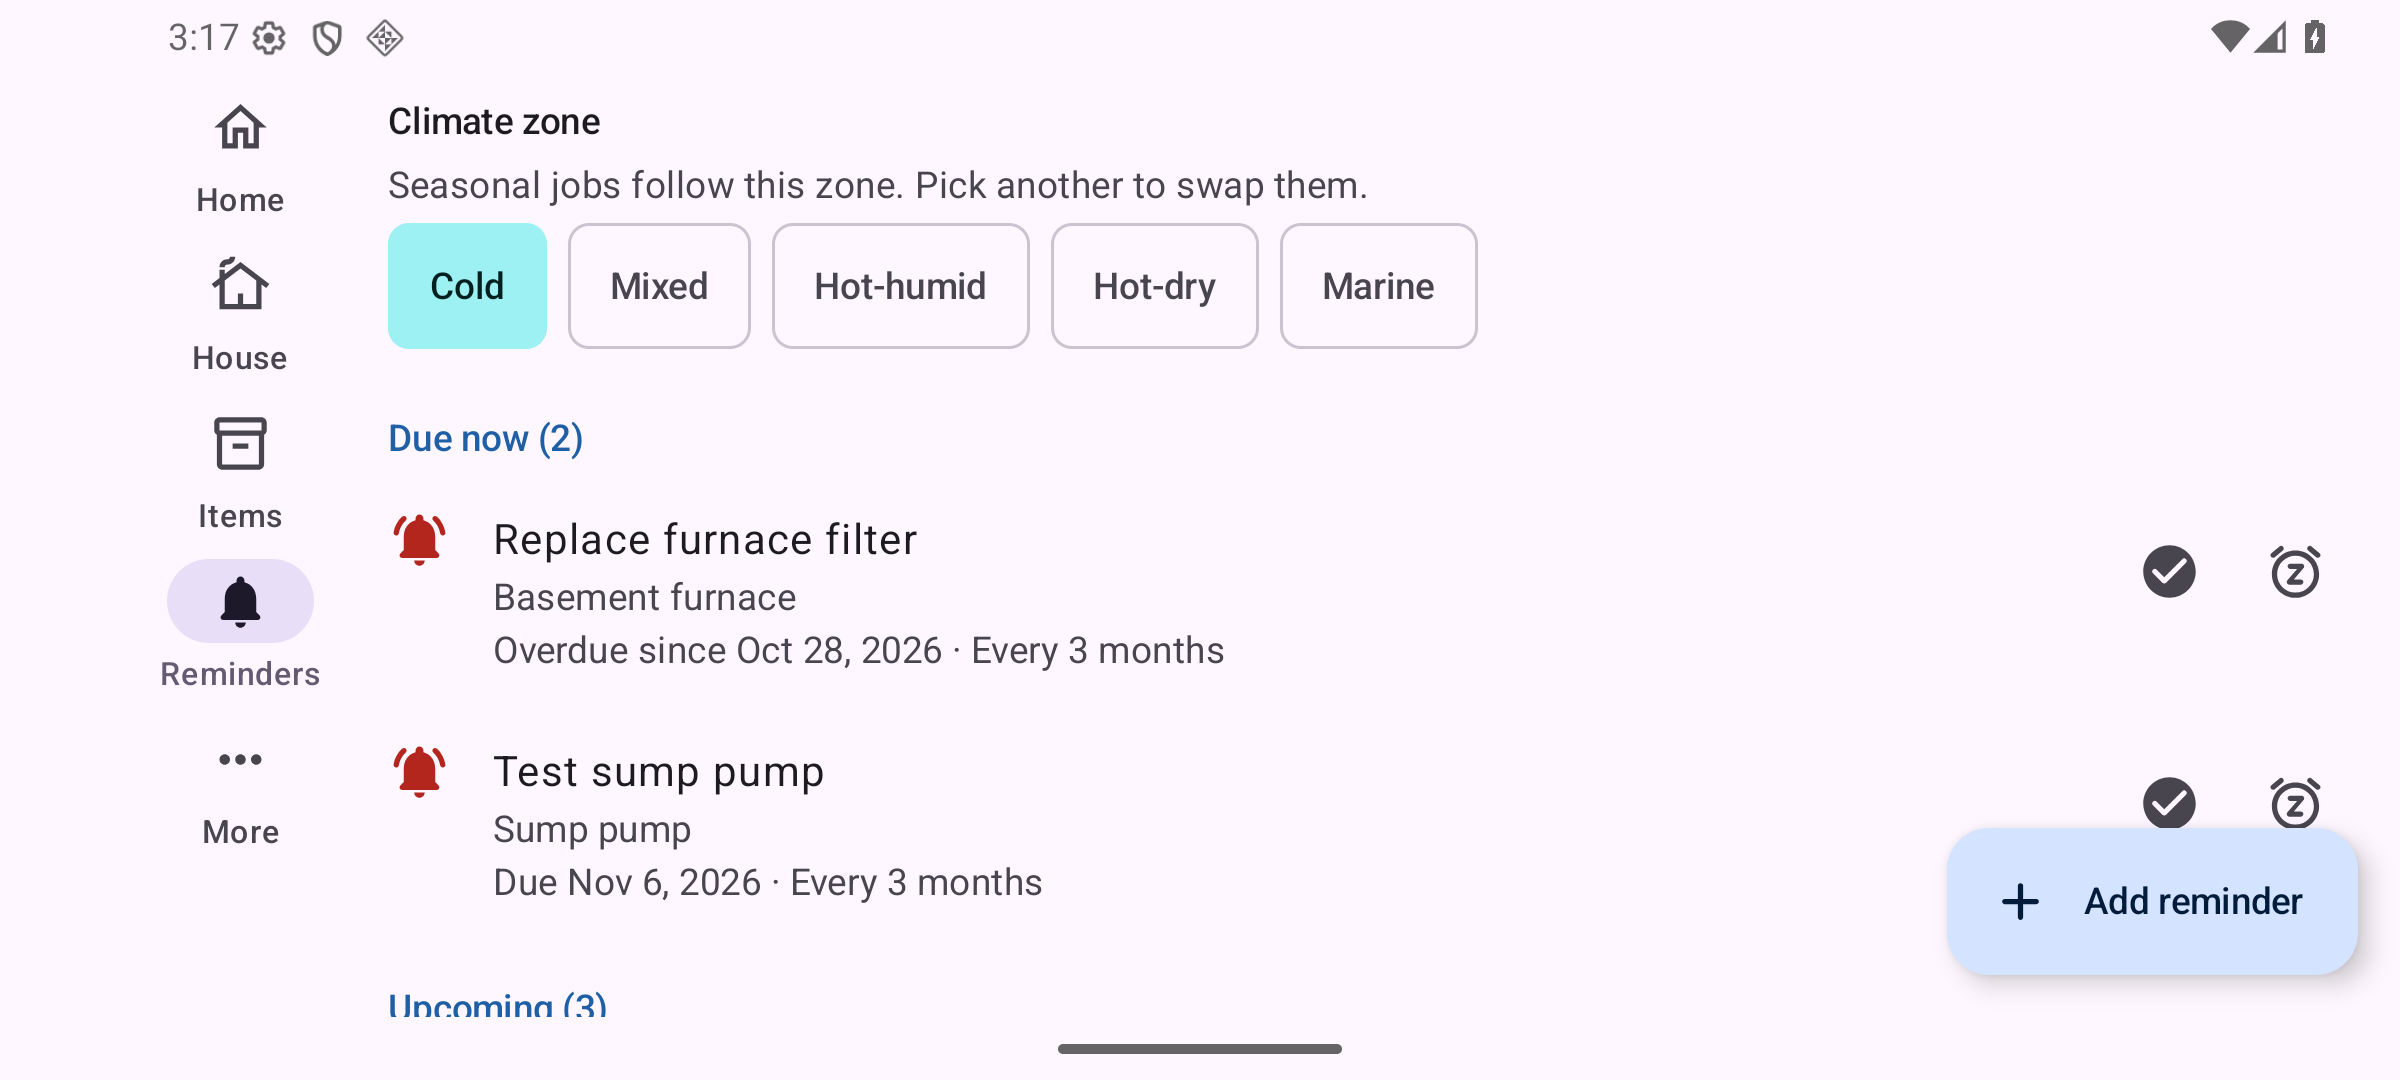 3:17
Home
House
Items
Reminders
More
Climate zone
Seasonal jobs follow this zone. Pick another to swap them.
Cold
Mixed
Hot-humid
Hot-dry
Marine
Due now (2)
Replace furnace filter
Basement furnace
Overdue since Oct 28, 2026 · Every 3 months
Test sump pump
Sump pump
Due Nov 6, 2026 · Every 3 months
Add reminder
Upcoming (3)